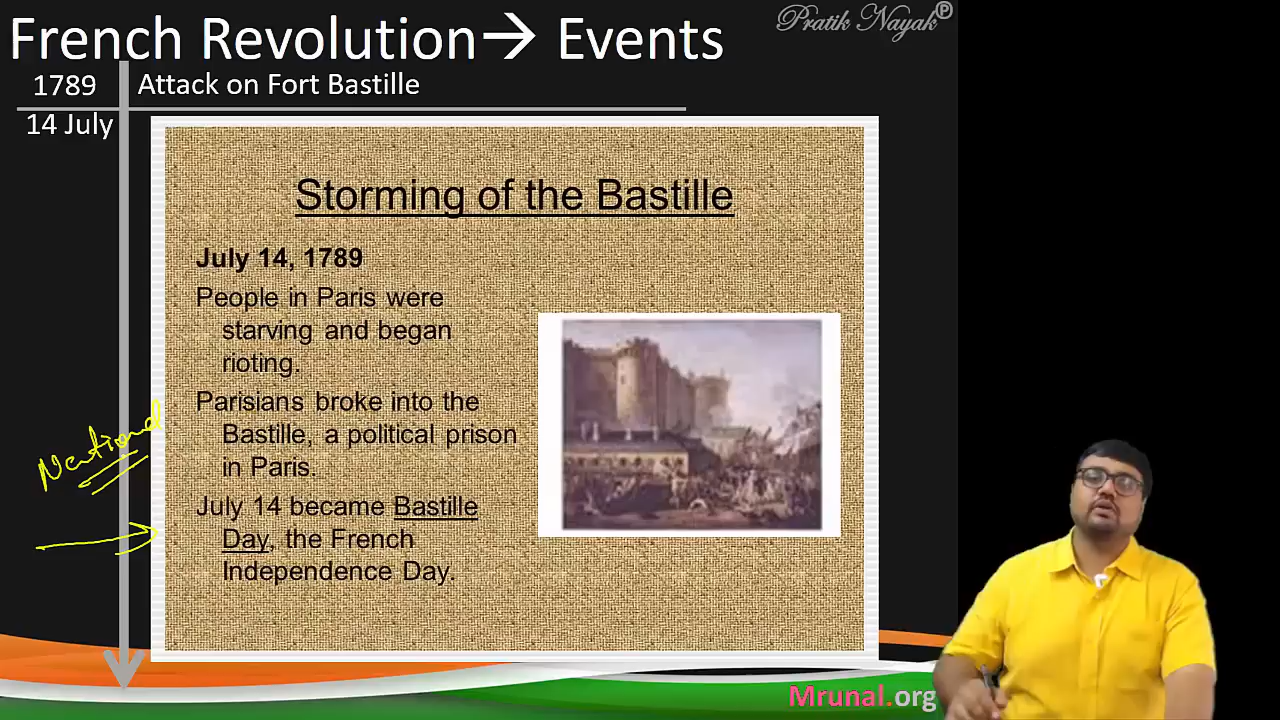 French Revolution→ Events
Pratik Nayak℗
1789
Attack on Fort Bastille
14 July
Storming of the Bastille
July 14, 1789
People in Paris were
starving and began
rioting.
Parisians broke into the
Bastille, a political prison
in Paris.
National
July 14 became Bastille
Day, the French
Independence Day.
Mrunal.org